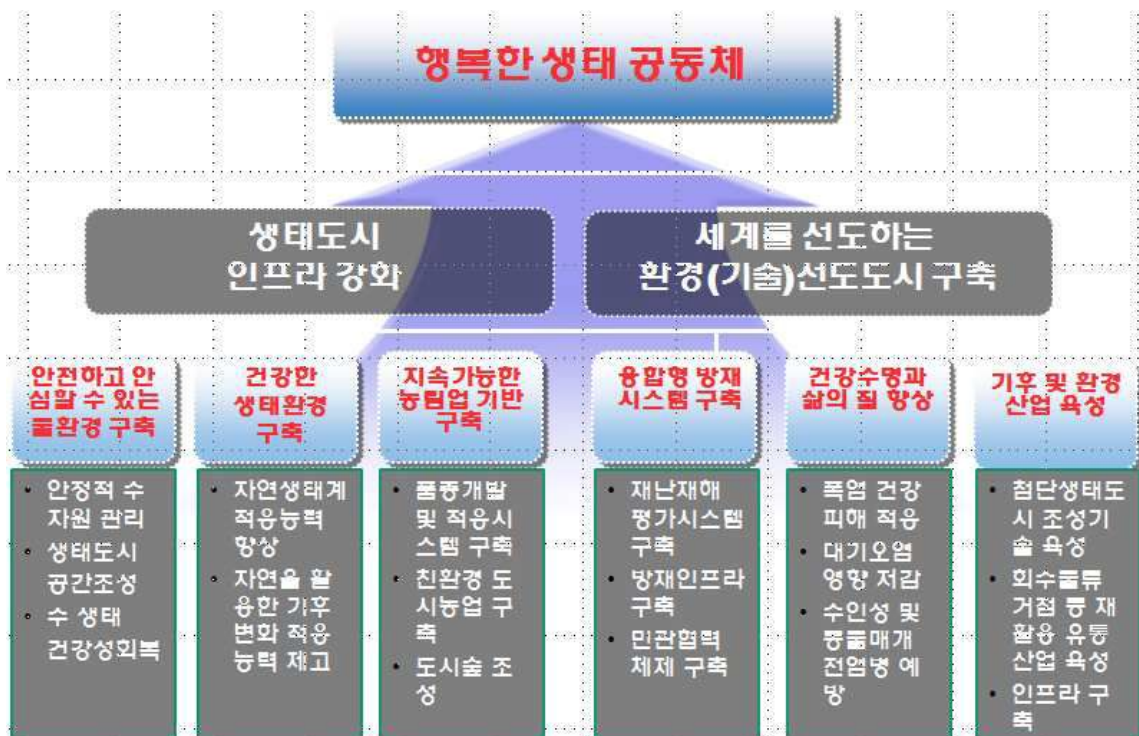 행복한 생태 공동체
생태도시
인프라 강화
세계를 선도하는
환경(기술)선도도시 구축
안전하고 안
심할 수 있는
물환경 구축
건강한
생태환경
구축
지속가능한
농림업 기반
구축
융합형 방재
시스템 구축
건강수명과
삶의 질 향상
기후 및 환경
산업 육성
• 안정적 수
자원 관리
• 생태도시
공간조성
• 수 생태
건강성회복
• 자연생태계
적응능력
향상
• 자연을 활
용한 기후
변화 적응
능력 제고
• 품종개발
및 적응시
스템 구축
• 친환경 도
시농업 구
축
• 도시숲 조
성
• 재난재해
평가시스템
구축
• 방재인프라
구축
• 민관협력
체제 구축
• 폭염 건강
피해 적응
• 대기오염
영향 저감
• 수인성 및
동물매개
전염병 예
방
• 첨단생태도
시 조성기
술 육성
• 회수물류
거점 등 재
활용 유통
산업 육성
• 인프라 구
축